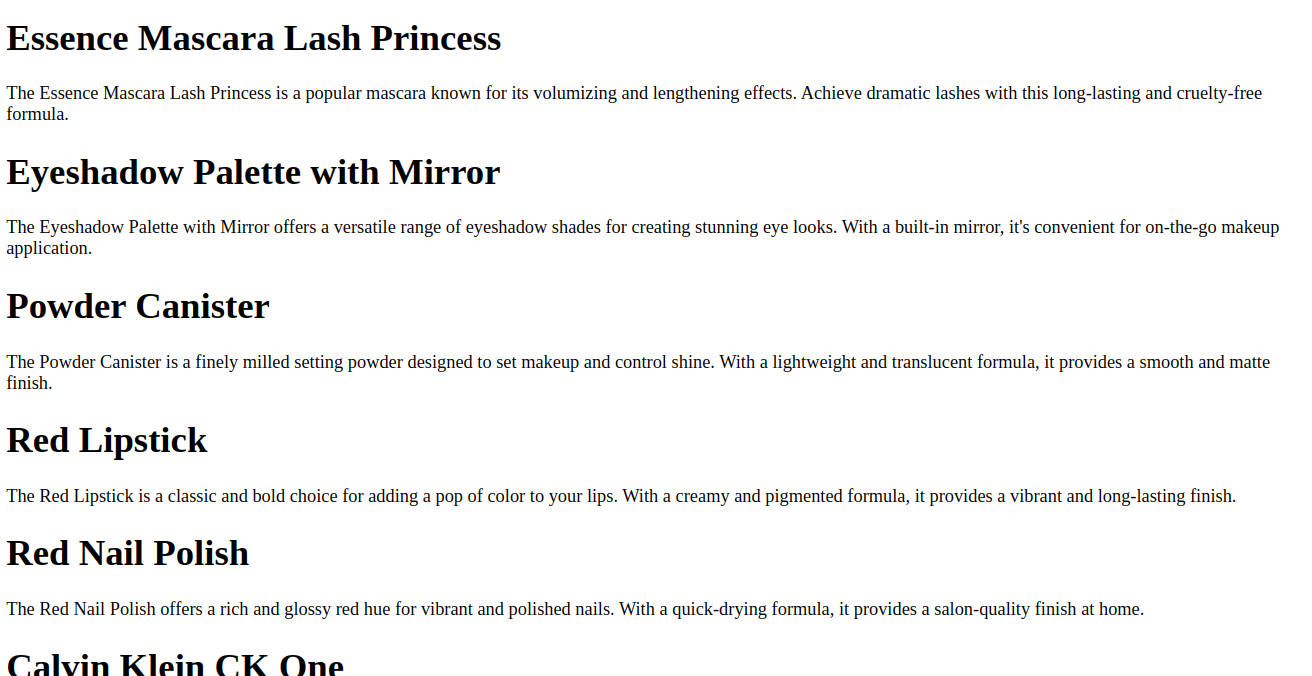 Essence Mascara Lash Princess
The Essence Mascara Lash Princess is a popular mascara known for its volumizing and lengthening effects. Achieve dramatic lashes with this long-lasting and cruelty-free
formula.
Eyeshadow Palette with Mirror
The Eyeshadow Palette with Mirror offers a versatile range of eyeshadow shades for creating stunning eye looks. With a built-in mirror, it's convenient for on-the-go makeup
application.
Powder Canister
The Powder Canister is a finely milled setting powder designed to set makeup and control shine. With a lightweight and translucent formula, it provides a smooth and matte
finish.
Red Lipstick
The Red Lipstick is a classic and bold choice for adding a pop of color to your lips. With a creamy and pigmented formula, it provides a vibrant and long-lasting finish.
Red Nail Polish
The Red Nail Polish offers a rich and glossy red hue for vibrant and polished nails. With a quick-drying formula, it provides a salon-quality finish at home.
Calvin Klein CK One